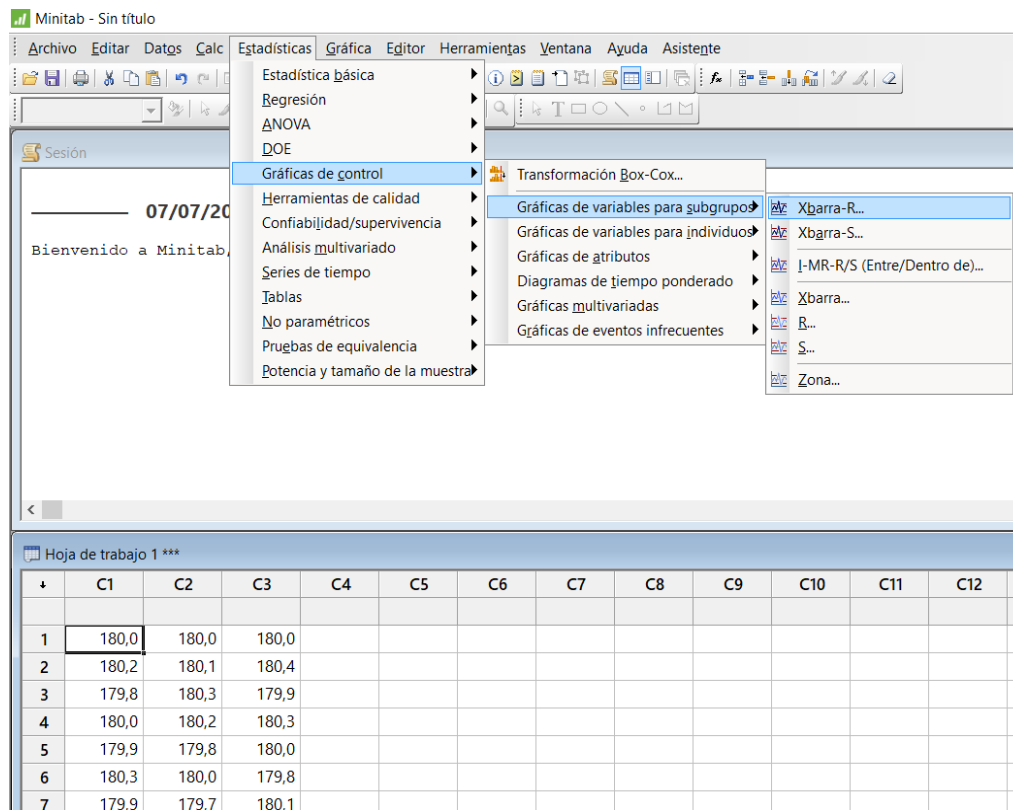 Minitab - Sin título
Archivo Editar Datos Calc Estadísticas Gráfica Editor Herramientas Ventana Ayuda Asistente
Estadística básica
Regresión
ANOVA
DOE
Gráficas de control
Herramientas de calidad
Confiabilidad/supervivencia
Análisis multivariado
Series de tiempo
Tablas
No paramétricos
Pruebas de equivalencia
Potencia y tamaño de la muestra
Transformación Box-Cox...
Gráficas de variables para subgrupos
Gráficas de variables para individuos
Gráficas de atributos
Diagramas de tiempo ponderado
Gráficas multivariadas
Gráficas de eventos infrecuentes
Xbarra-R...
Xbarra-S...
I-MR-R/S (Entre/Dentro de)...
Xbarra...
R...
S...
Zona...
Sesión
07/07/20
Bienvenido a Minitab,
Hoja de trabajo 1 ***
C1 C2 C3 C4 C5 C6 C7 C8 C9 C10 C11 C12
1 180,0 180,0 180,0
2 180,2 180,1 180,4
3 179,8 180,3 179,9
4 180,0 180,2 180,3
5 179,9 179,8 180,0
6 180,3 180,0 179,8
7 179,9 179,7 180,1